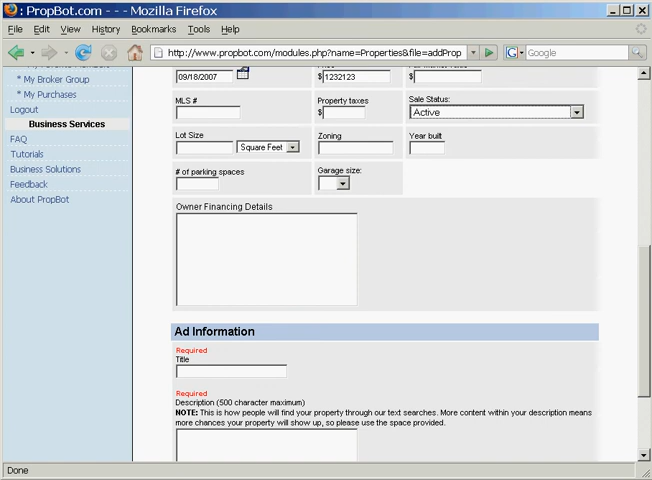 : PropBot.com - - - Mozilla Firefox
File Edit View History Bookmarks Tools Help
http://www.propbot.com/modules.php?name=Properties&file=addProp
G Google
* My Broker Group
* My Purchases
Logout
Business Services
FAQ
Tutorials
Business Solutions
Feedback
About PropBot
09/18/2007
$ 1232123
$
MLS #
Property taxes
$
Sale Status:
Active
Lot Size
Square Feet
Zoning
Year built
# of parking spaces
Garage size:
Owner Financing Details
Ad Information
Required
Title
Required
Description (500 character maximum)
NOTE: This is how people will find your property through our text searches. More content within your description means
more chances your property will show up, so please use the space provided.
Done